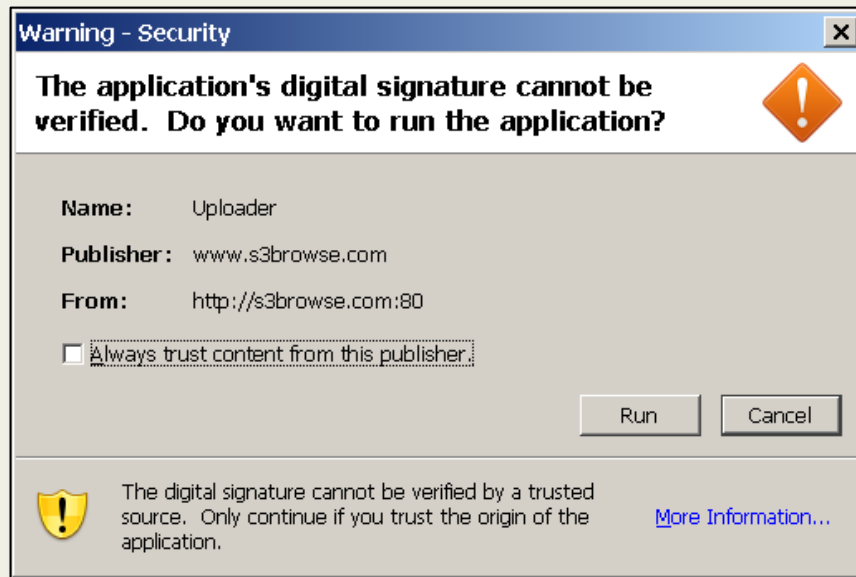 Warning - Security
The application's digital signature cannot be
verified.  Do you want to run the application?
Name: Uploader
Publisher: www.s3browse.com
From: http://s3browse.com:80
Always trust content from this publisher.
Run Cancel
The digital signature cannot be verified by a trusted
source.  Only continue if you trust the origin of the
application.
More Information...